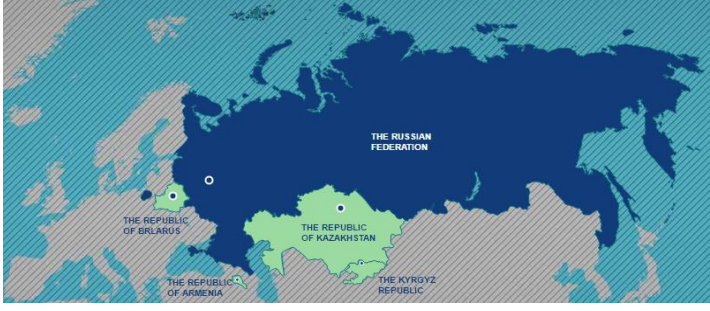 THE RUSSIAN
FEDERATION
THE REPUBLIC
OF BRLARUS
THE REPUBLIC
OF KAZAKHSTAN
THE REPUBLIC
OF ARMENIA
THE KYRGYZ
REPUBLIC